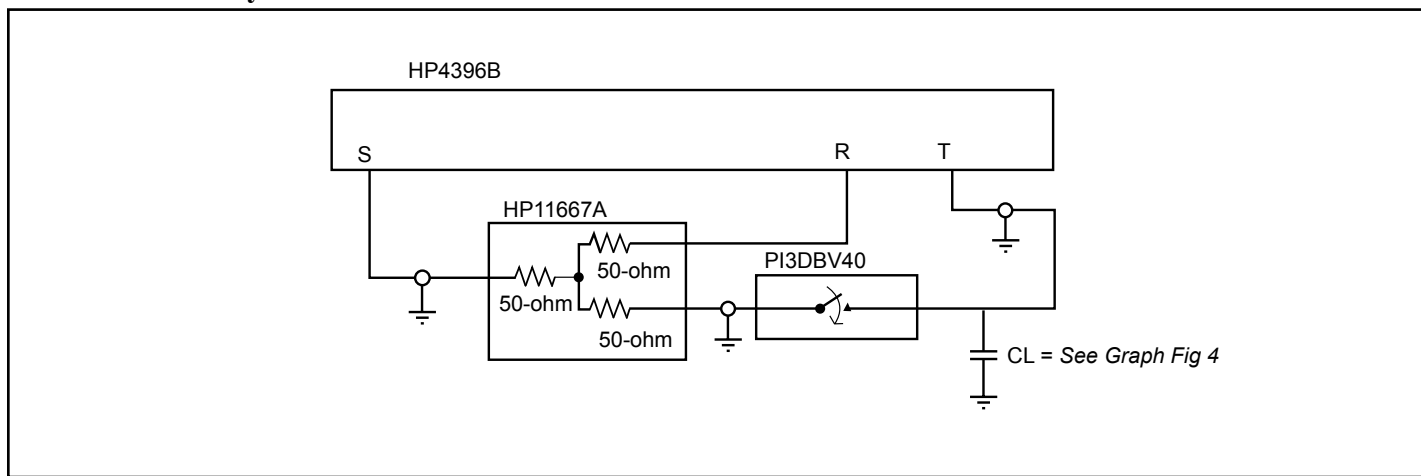 HP4396B
S
R
T
HP11667A
50-ohm
50-ohm
50-ohm
PI3DBV40
CL = See Graph Fig 4